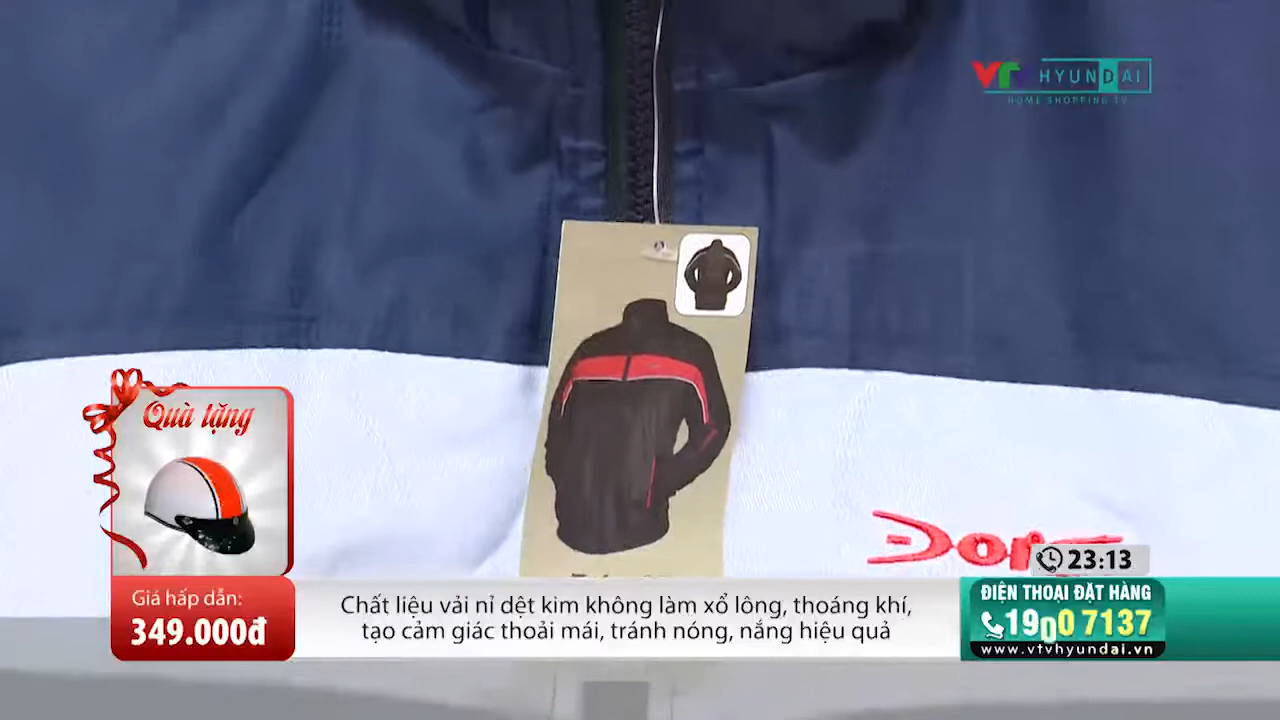 HYUNDAI
HOME SHOPPING TV
Quà tặng
Giá hấp dẫn:
349.000đ
Chất liệu vải nỉ dệt kim không làm xổ lông, thoáng khí,
tạo cảm giác thoải mái, tránh nóng, nắng hiệu quả
23:13
ĐIỆN THOẠI ĐẶT HÀNG
1900 7137
www.vtvhyundai.vn